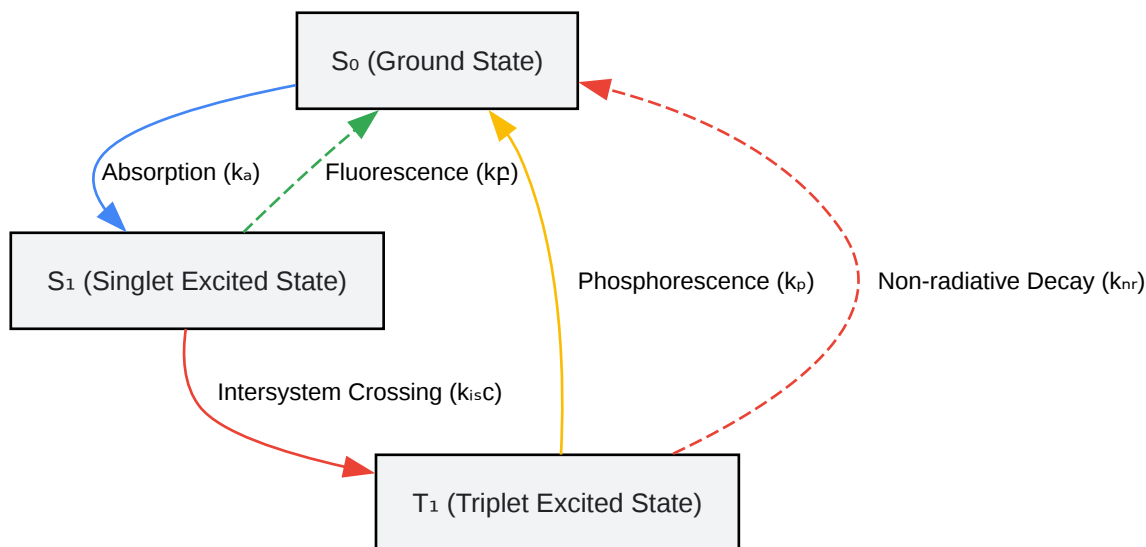 S₀ (Ground State)
Absorption (kₐ)
Fluorescence (kբ)
S₁ (Singlet Excited State)
Phosphorescence (kₚ)
Non-radiative Decay (kₙᵣ)
Intersystem Crossing (kᵢₛc)
T₁ (Triplet Excited State)